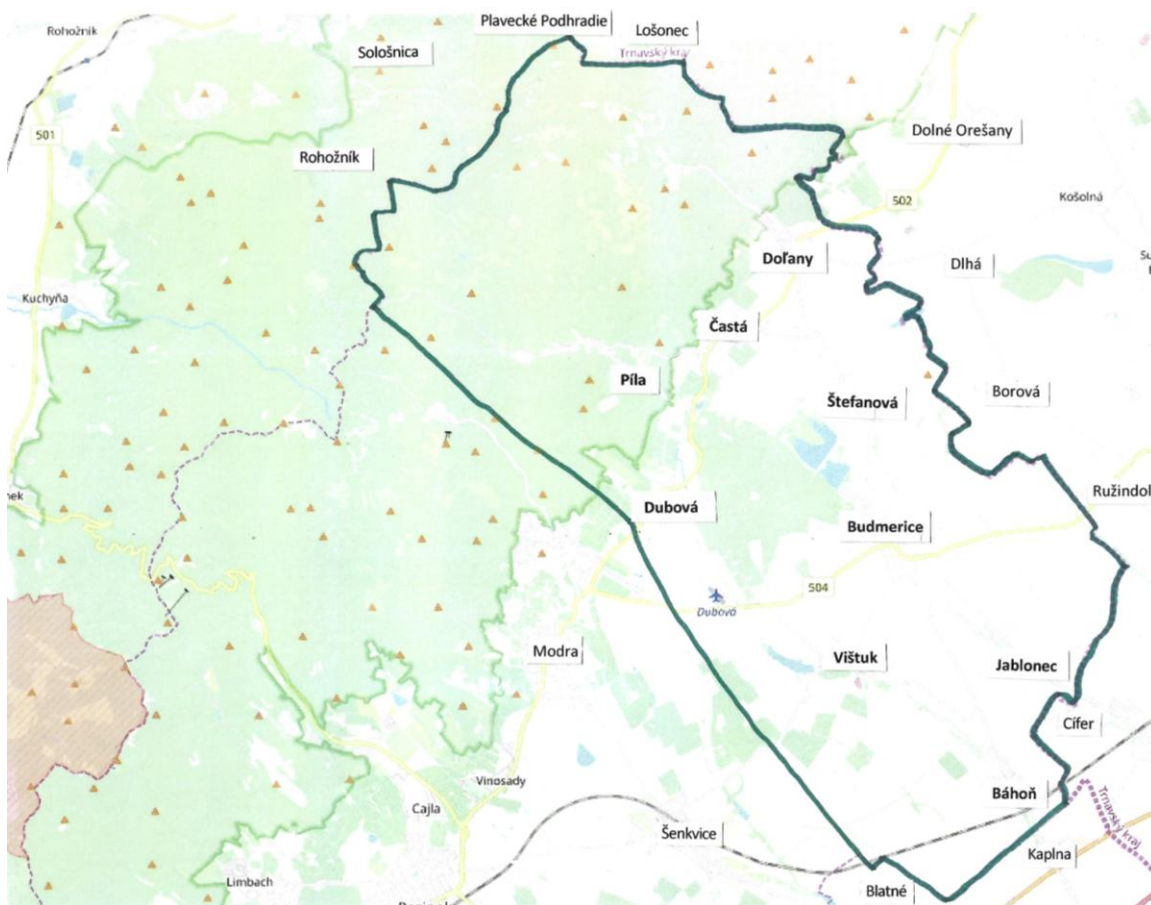 Plavecké Podhradie
Rohožník
Lošonec
Sološnica
Trnavský kraj
501
Dolné Orešany
Rohožník
502
Košolná
Doľany
Dlhá
Kuchyňa
Častá
Píla
Štefanová
Borová
Ružindol
Dubová
Budmerice
504
Dubová
Modra
Vištuk
Jablonec
Cífer
Vinosady
Báhoň
Trnavský kraj
Cajla
Šenkvice
Kaplna
Limbach
Blatné